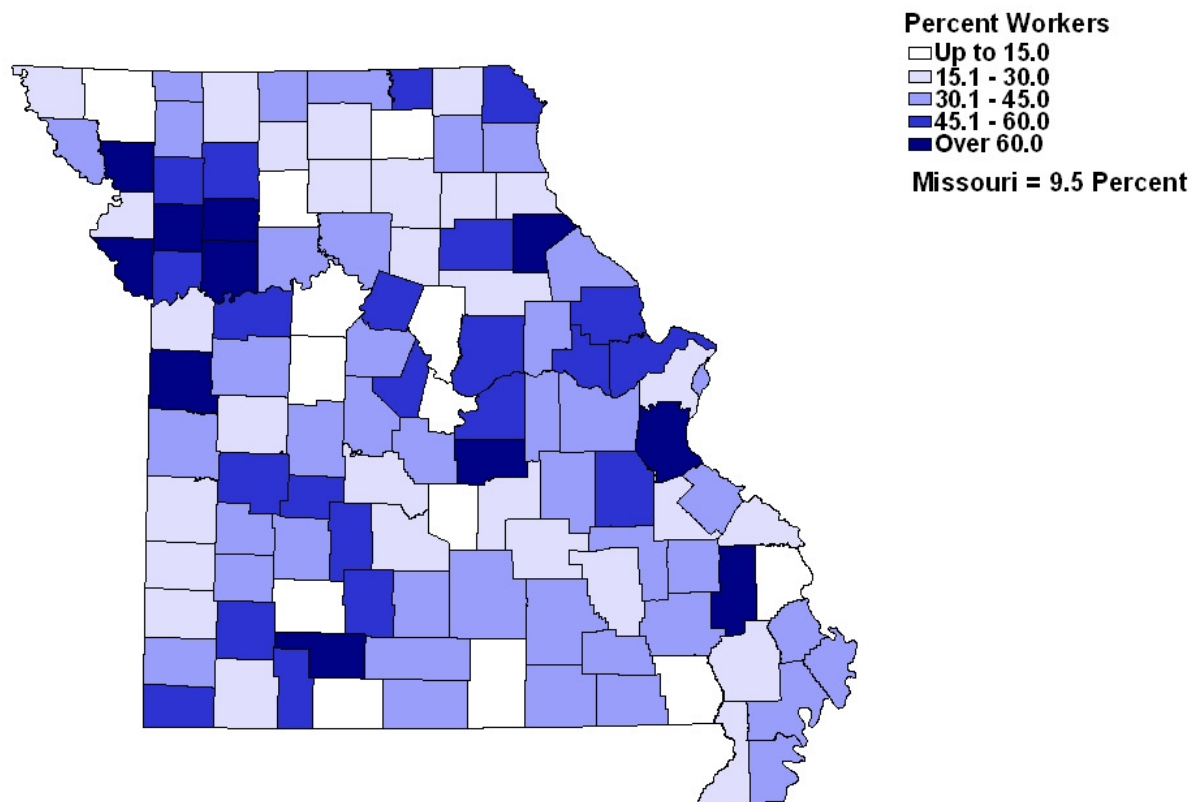 Percent Workers
Up to 15.0
15.1 - 30.0
30.1 - 45.0
45.1 - 60.0
Over 60.0
Missouri = 9.5 Percent